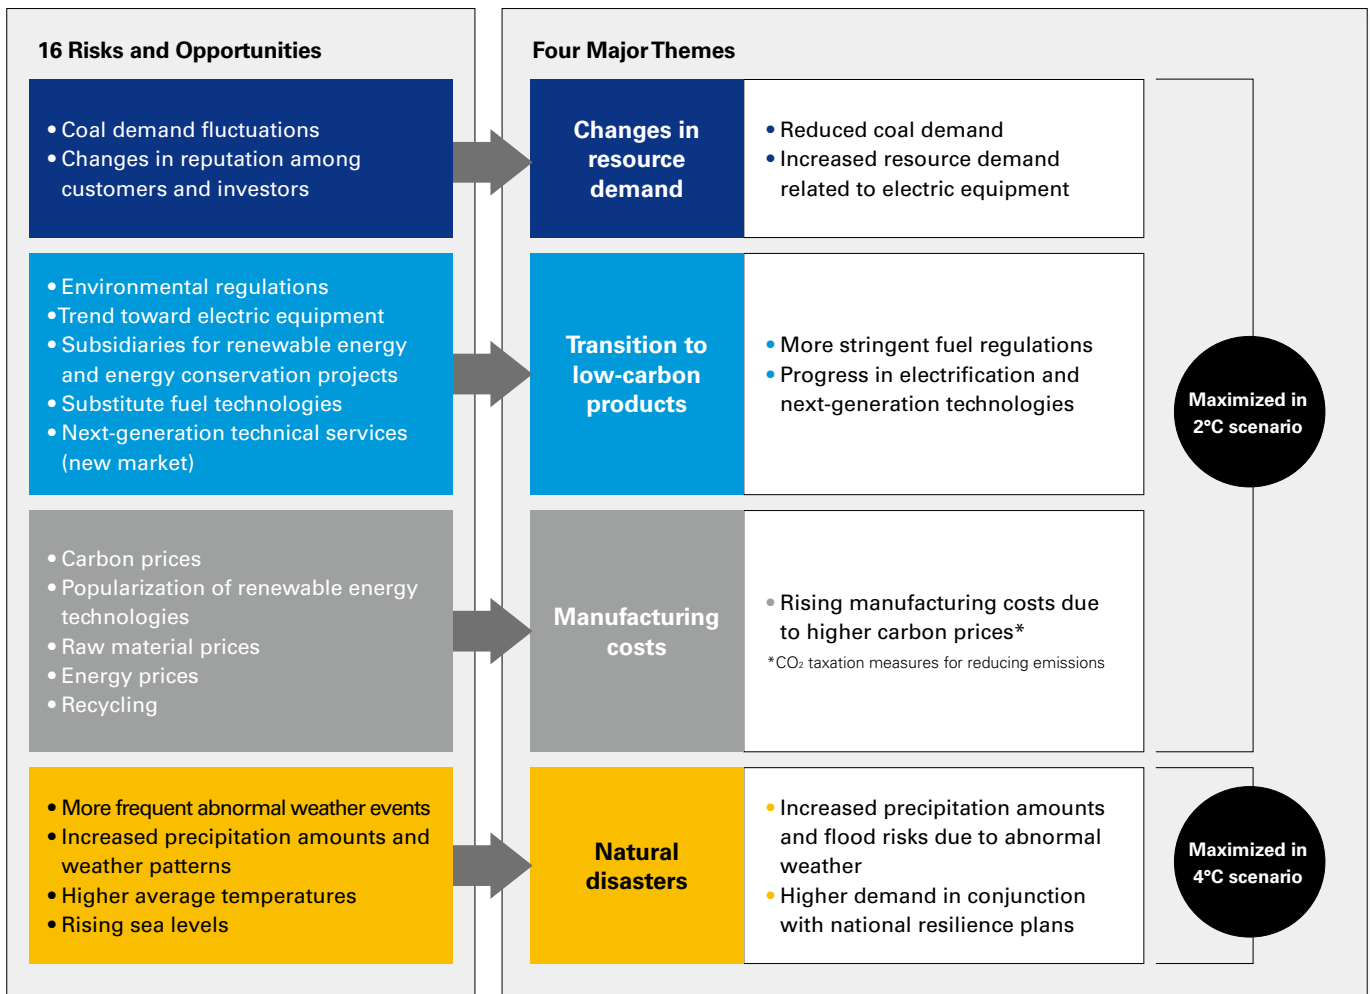 16 Risks and Opportunities
• Coal demand fluctuations
• Changes in reputation among
customers and investors
• Environmental regulations
•Trend toward electric equipment
• Subsidiaries for renewable energy
and energy conservation projects
• Substitute fuel technologies
• Next-generation technical services
(new market)
• Carbon prices
• Popularization of renewable energy
technologies
• Raw material prices
• Energy prices
• Recycling
• More frequent abnormal weather events
• Increased precipitation amounts and
weather patterns
• Higher average temperatures
• Rising sea levels
Four Major Themes
Changes in
resource
demand
• Reduced coal demand
• Increased resource demand
related to electric equipment
Transition to
low-carbon
products
• More stringent fuel regulations
• Progress in electrification and
next-generation technologies
Manufacturing
costs
• Rising manufacturing costs due
to higher carbon prices*
*CO₂ taxation measures for reducing emissions
Natural
disasters
• Increased precipitation amounts
and flood risks due to abnormal
weather
• Higher demand in conjunction
with national resilience plans
Maximized in
2°C scenario
Maximized in
4°C scenario